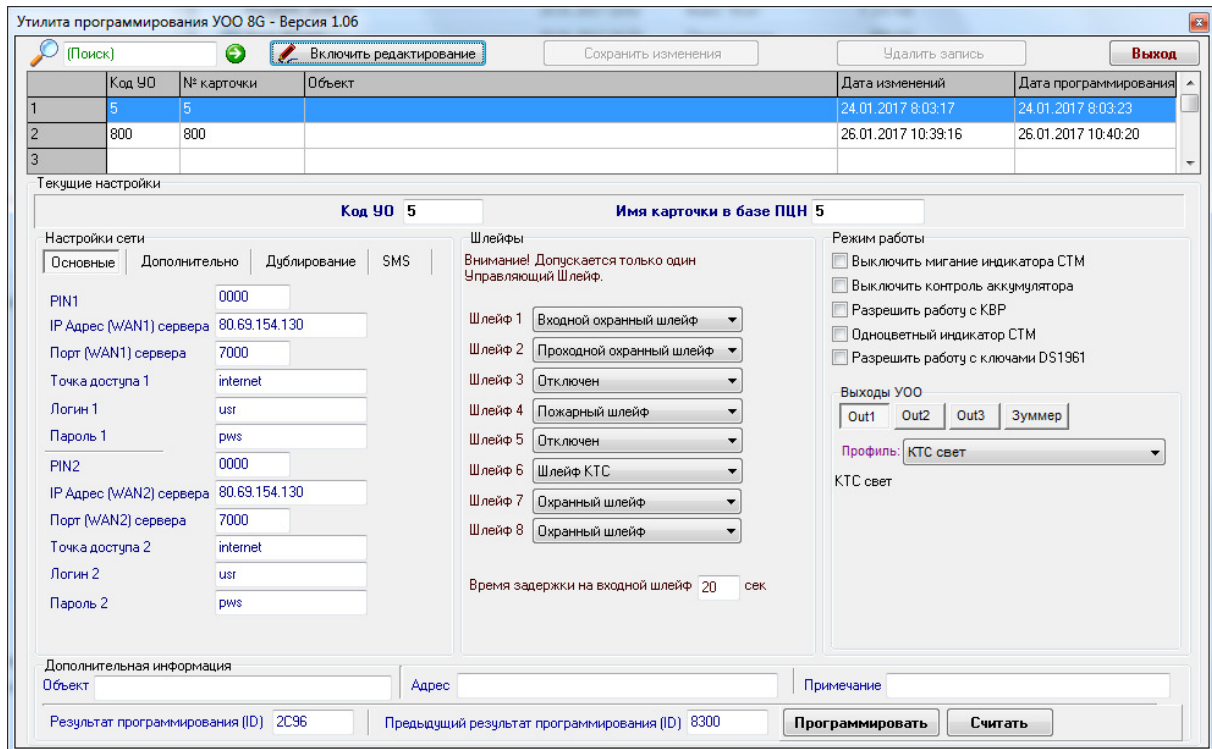 Утилита программирования УОО 8G - Версия 1.06
(Поиск) Включить редактирование Сохранить изменения Удалить запись Выход
Код УО № карточки Объект Дата изменений Дата программирования
1 5 5 24.01.2017 8:03:17 24.01.2017 8:03:23
2 800 800 26.01.2017 10:39:16 26.01.2017 10:40:20
3
Текущие настройки
Код УО 5 Имя карточки в базе ПЦН 5
Настройки сети
Основные Дополнительно Дублирование SMS
PIN1 0000
IP Адрес (WAN1) сервера 80.69.154.130
Порт (WAN1) сервера 7000
Точка доступа 1 internet
Логин 1 usr
Пароль 1 pws
PIN2 0000
IP Адрес (WAN2) сервера 80.69.154.130
Порт (WAN2) сервера 7000
Точка доступа 2 internet
Логин 2 usr
Пароль 2 pws
Шлейфы
Внимание! Допускается только один
Управляющий Шлейф.
Шлейф 1 Входной охранный шлейф
Шлейф 2 Проходной охранный шлейф
Шлейф 3 Отключен
Шлейф 4 Пожарный шлейф
Шлейф 5 Отключен
Шлейф 6 Шлейф КТС
Шлейф 7 Охранный шлейф
Шлейф 8 Охранный шлейф
Время задержки на входной шлейф 20 сек
Режим работы
Выключить мигание индикатора СТМ
Выключить контроль аккумулятора
Разрешить работу с КВР
Одноцветный индикатор СТМ
Разрешить работу с ключами DS1961
Выходы УОО
Out1 Out2 Out3 Зуммер
Профиль: КТС свет
КТС свет
Дополнительная информация
Объект Адрес Примечание
Результат программирования (ID) 2C96 Предыдущий результат программирования (ID) 8300 Программировать Считать